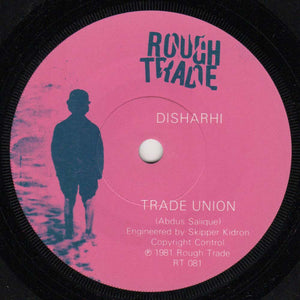 ROUGH
TRADE
DISHARHI
TRADE UNION
(Abdus Salique)
Engineered by Skipper Kidron
Copyright Control
℗ 1981 Rough Trade
RT 081